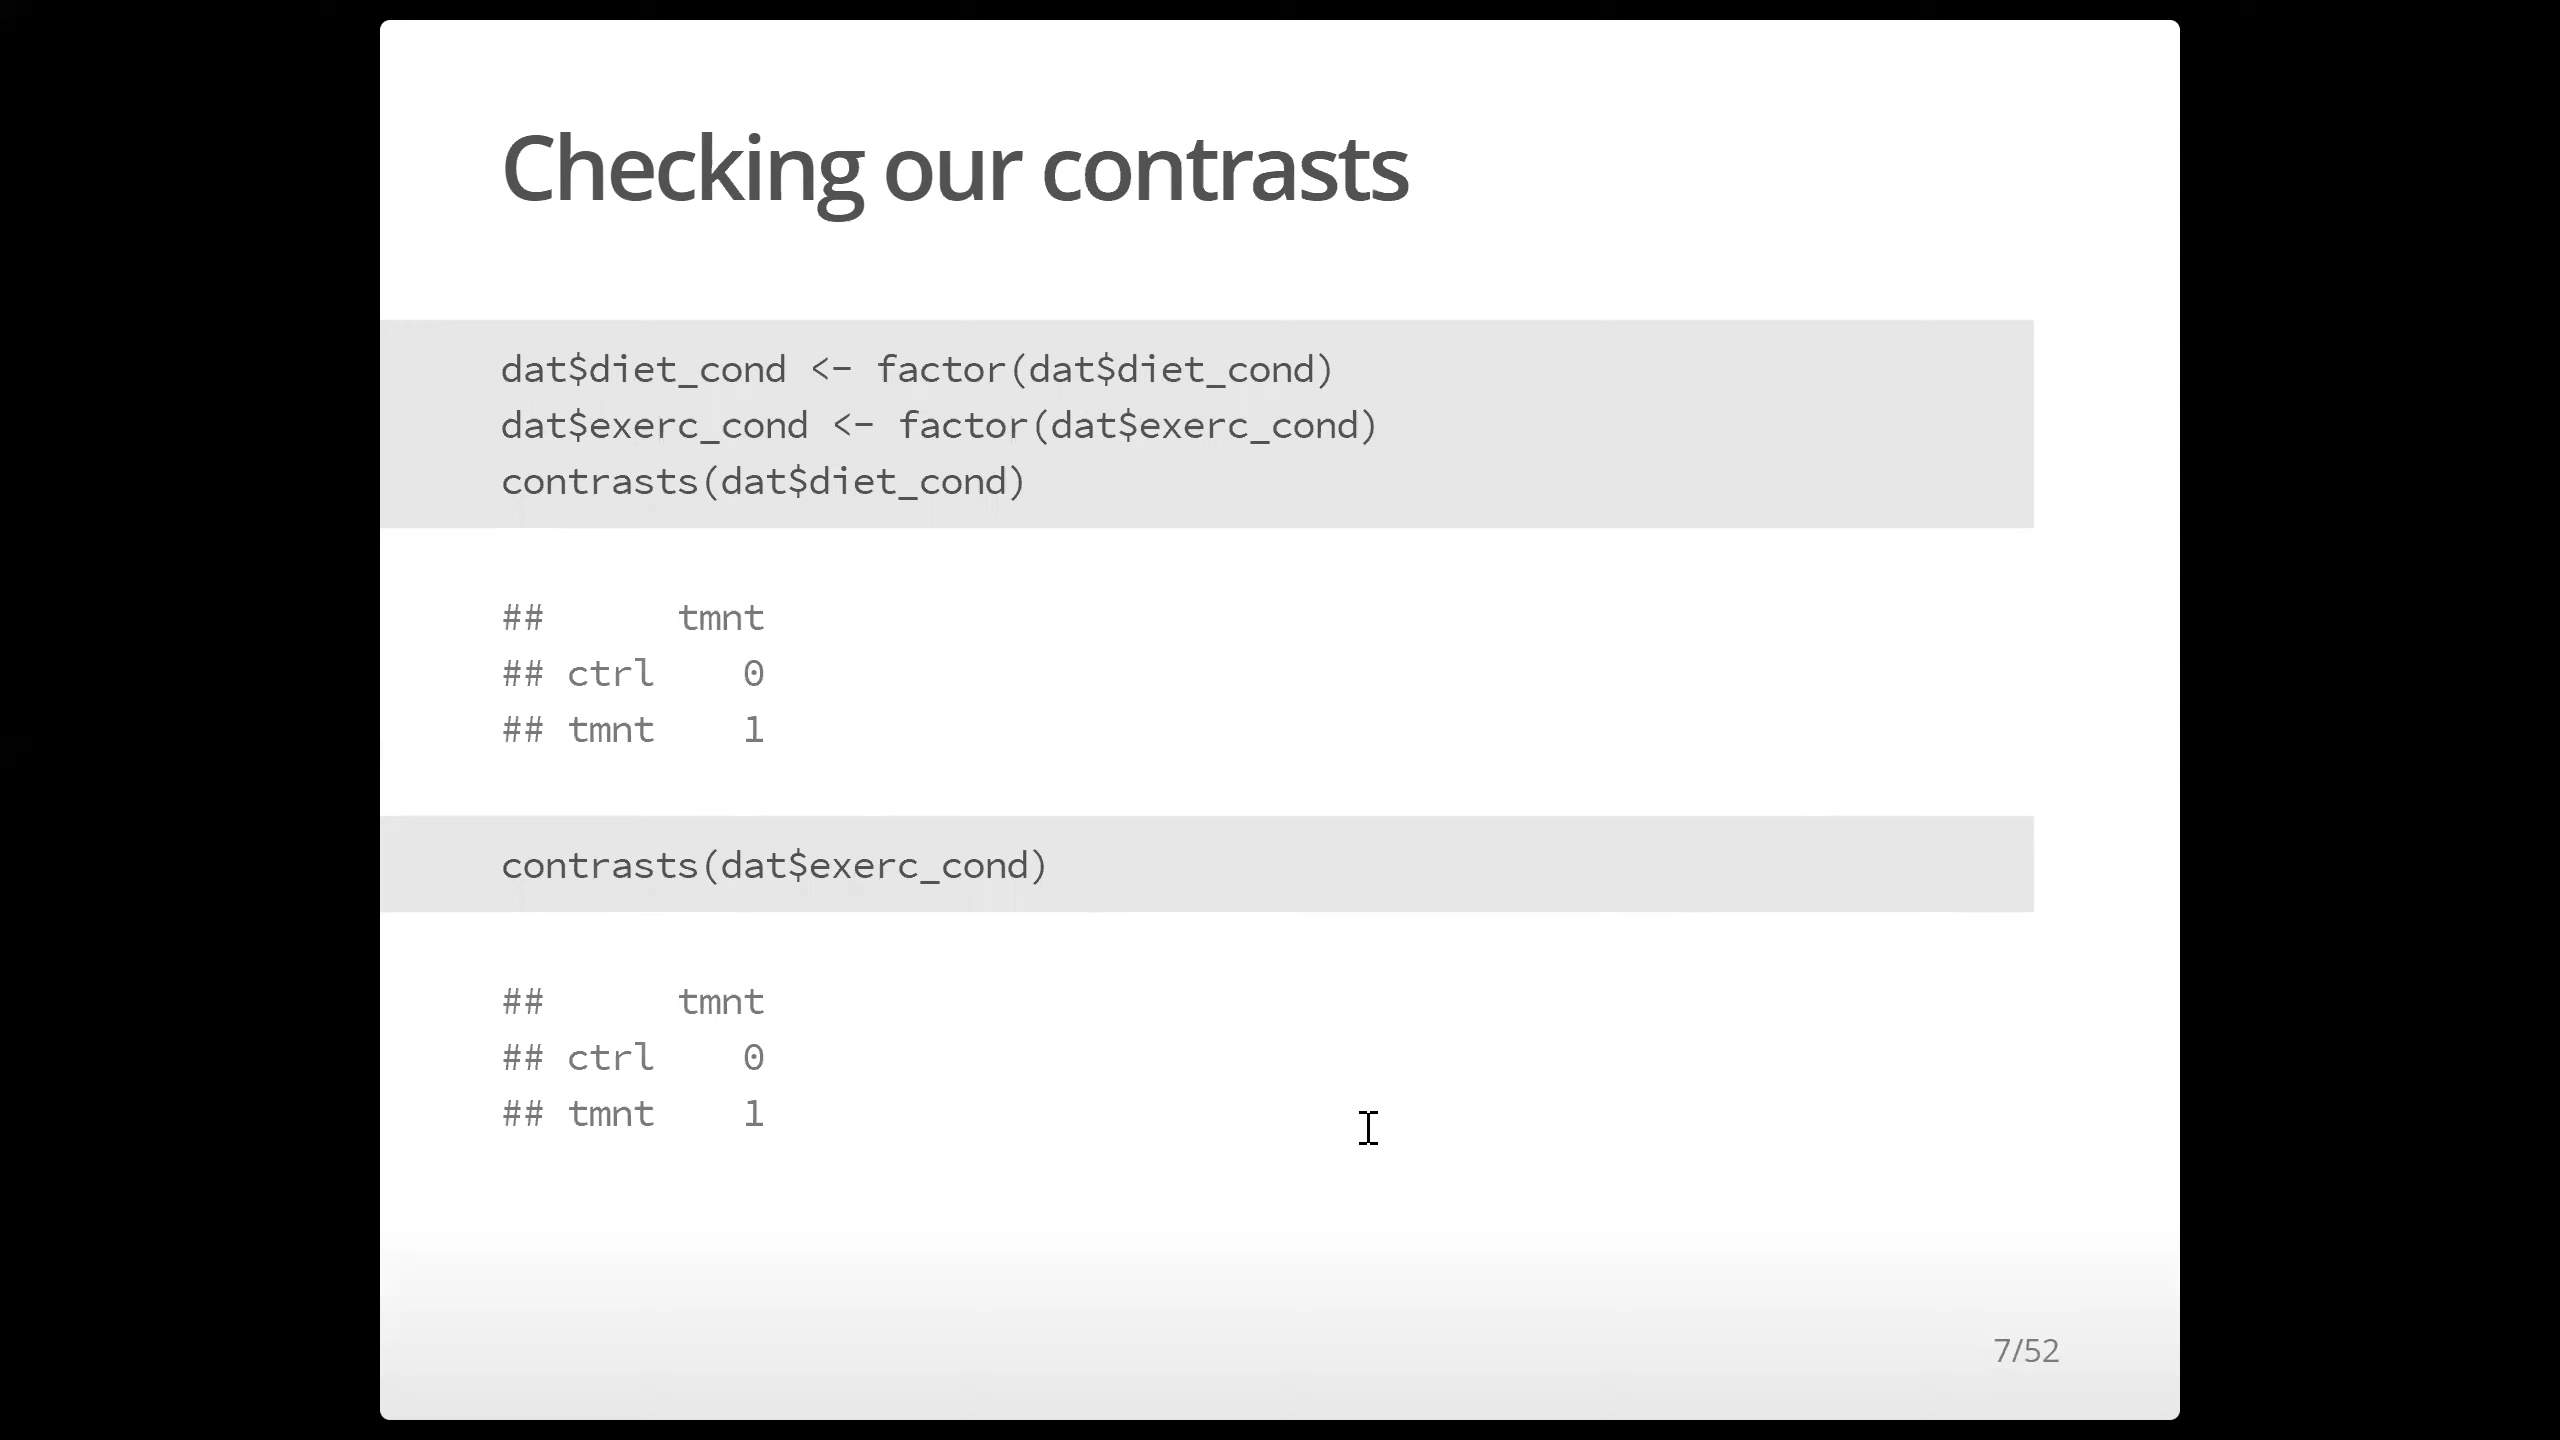 Checking our contrasts
dat$diet_cond <- factor(dat$diet_cond)
dat$exerc_cond <- factor(dat$exerc_cond)
contrasts(dat$diet_cond)
##      tmnt
## ctrl    0
## tmnt    1
contrasts(dat$exerc_cond)
##      tmnt
## ctrl    0
## tmnt    1
7/52